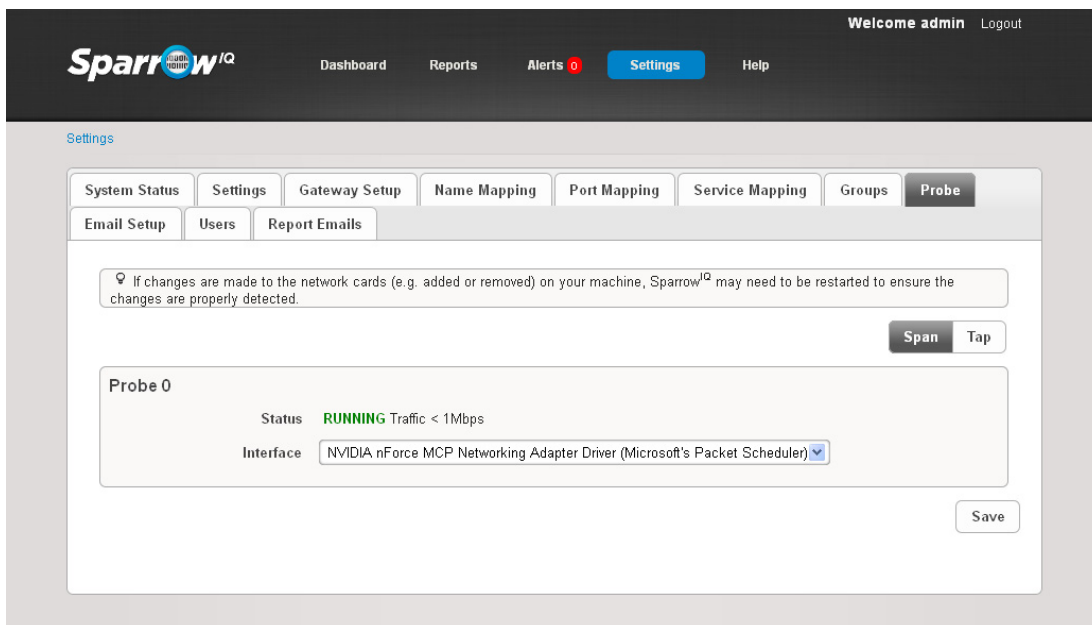 Welcome admin Logout
SparrowIQ
Dashboard Reports Alerts 0 Settings Help
Settings
System Status Settings Gateway Setup Name Mapping Port Mapping Service Mapping Groups Probe
Email Setup Users Report Emails
If changes are made to the network cards (e.g. added or removed) on your machine, SparrowIQ may need to be restarted to ensure the
changes are properly detected.
Span Tap
Probe 0
Status RUNNING Traffic < 1Mbps
Interface NVIDIA nForce MCP Networking Adapter Driver (Microsoft's Packet Scheduler)
Save